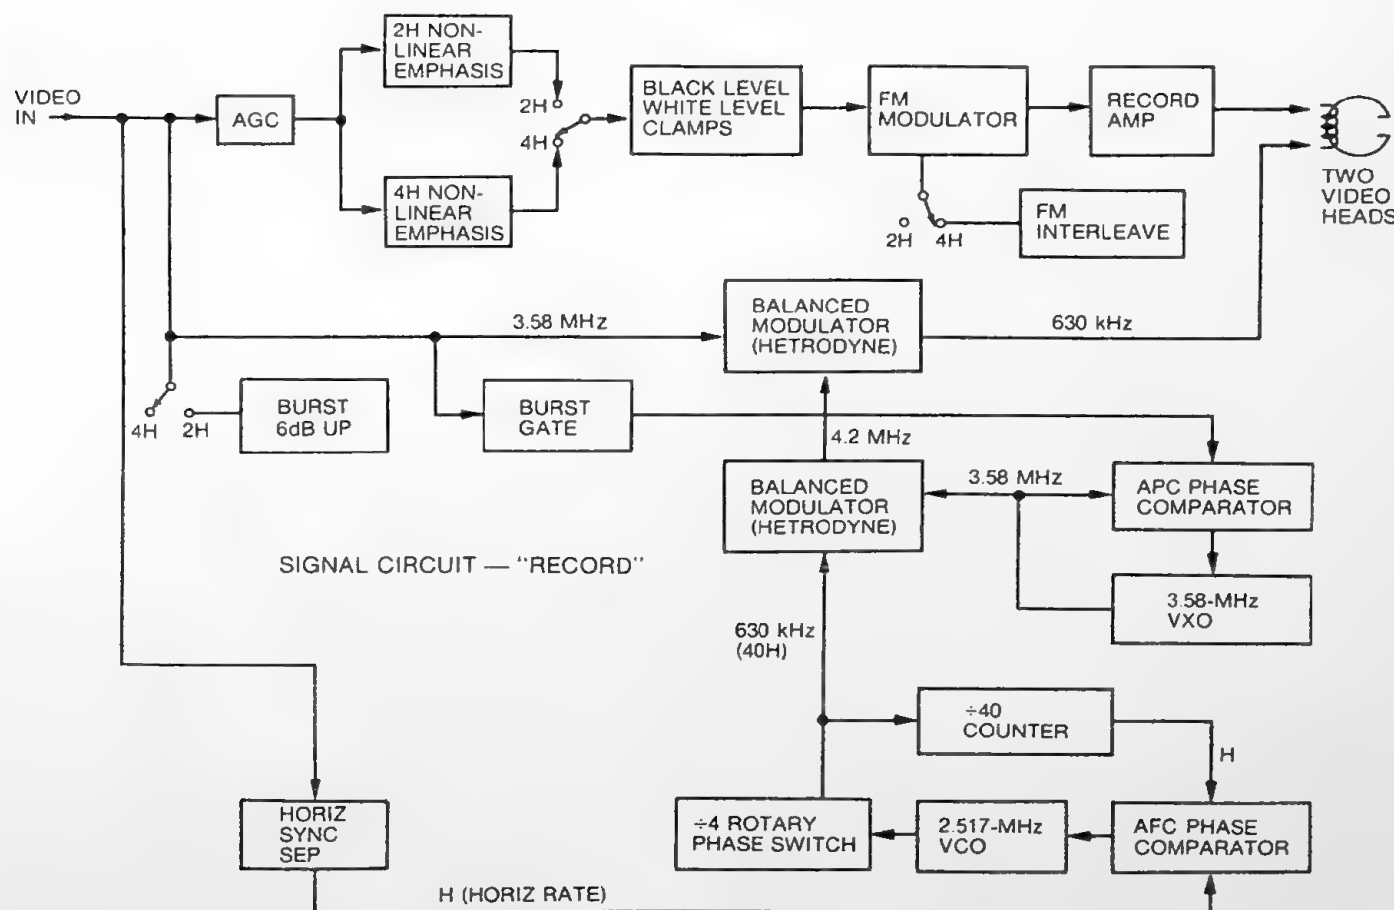 2H NON-
LINEAR
EMPHASIS
VIDEO
IN
AGC
2H
4H
BLACK LEVEL
WHITE LEVEL
CLAMPS
FM
MODULATOR
RECORD
AMP
TWO
VIDEO
HEADS
4H NON-
LINEAR
EMPHASIS
2H
4H
FM
INTERLEAVE
3.58 MHz
BALANCED
MODULATOR
(HETRODYNE)
630 kHz
4H
2H
BURST
6dB UP
BURST
GATE
4.2 MHz
BALANCED
MODULATOR
(HETRODYNE)
3.58 MHz
APC PHASE
COMPARATOR
SIGNAL CIRCUIT — "RECORD"
3.58-MHz
VXO
630 kHz
(40H)
÷40
COUNTER
H
HORIZ
SYNC
SEP
÷4 ROTARY
PHASE SWITCH
2.517-MHz
VCO
AFC PHASE
COMPARATOR
H (HORIZ RATE)